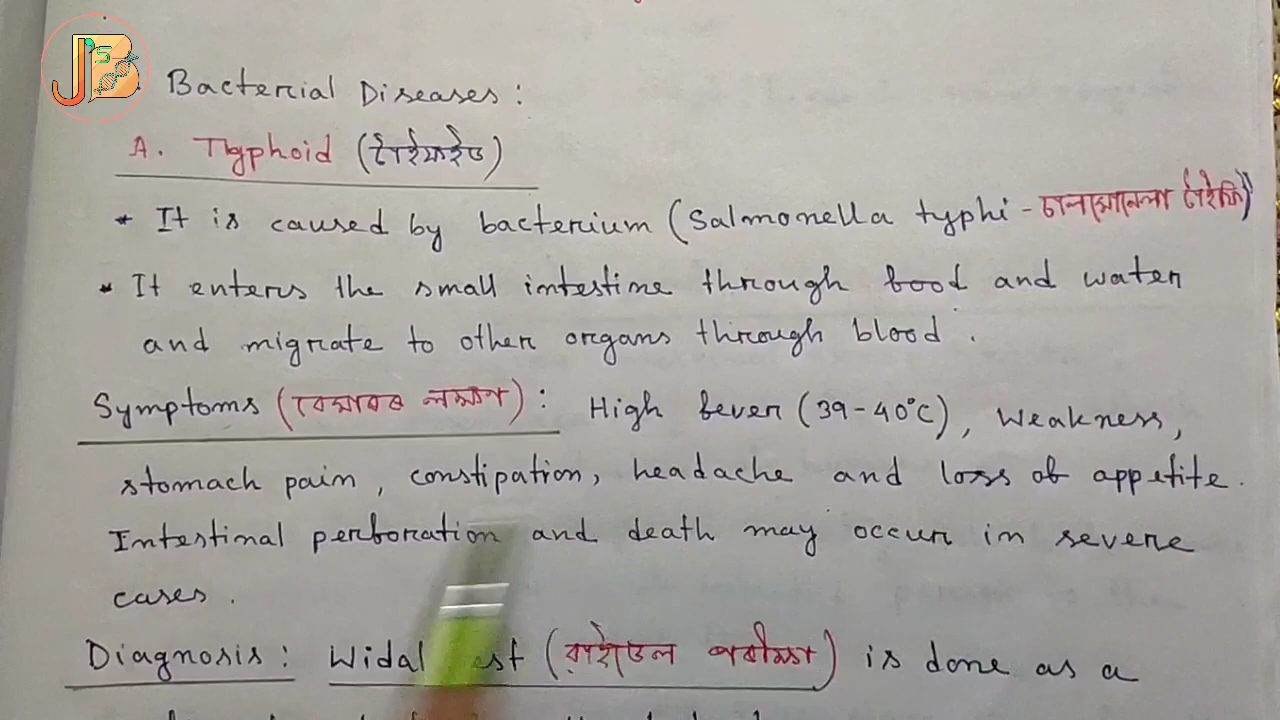 JBS
Bacterial Diseases:
A. Typhoid (টাইফাইড)
* It is caused by bacterium (Salmonella typhi - চালমোনেলা টাইফি)
* It enters the small intestine through food and water
and migrate to other organs through blood.
Symptoms (বেমাৰৰ লক্ষণ): High fever (39-40°C), Weakness,
stomach pain, constipation, headache and loss of appetite.
Intestinal perforation and death may occur in severe
cases.
Diagnosis: Widal (ৱাইডেল পৰীক্ষা) is done as a